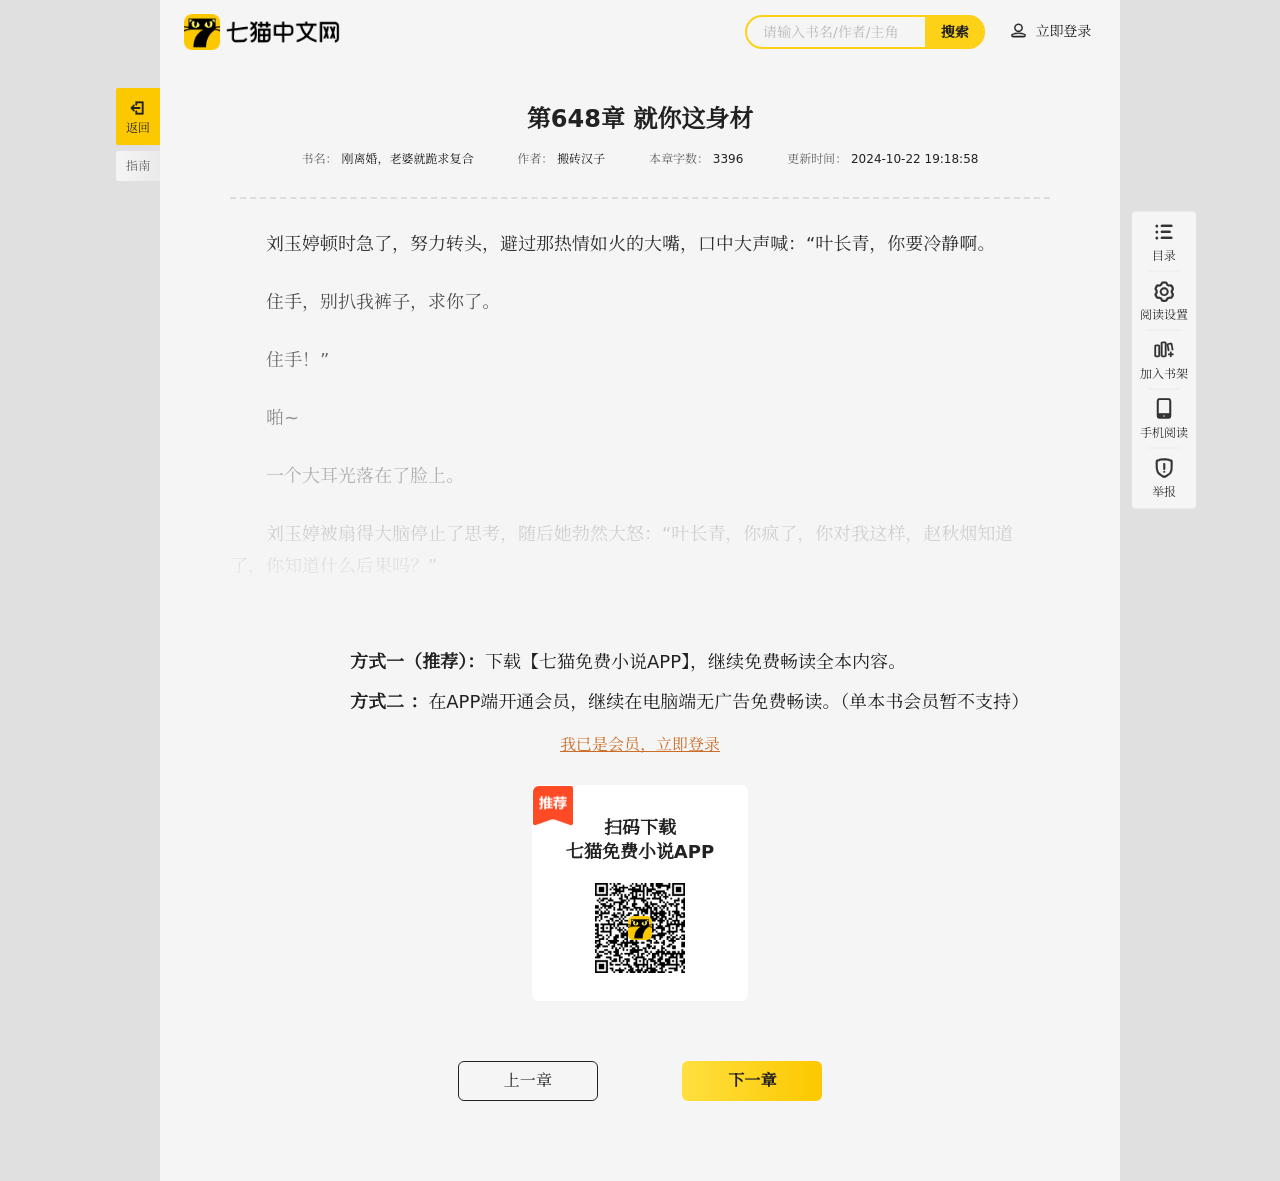 七猫中文网
请输入书名/作者/主角
搜索
立即登录
返回
指南
第648章 就你这身材
书名： 刚离婚，老婆就跪求复合 作者： 搬砖汉子 本章字数： 3396 更新时间： 2024-10-22 19:18:58
刘玉婷顿时急了，努力转头，避过那热情如火的大嘴，口中大声喊：“叶长青，你要冷静啊。
住手，别扒我裤子，求你了。
住手！”
啪~
一个大耳光落在了脸上。
刘玉婷被扇得大脑停止了思考，随后她勃然大怒：“叶长青，你疯了，你对我这样，赵秋烟知道
了，你知道什么后果吗？”
目录
阅读设置
加入书架
手机阅读
举报
方式一（推荐）：下载【七猫免费小说APP】，继续免费畅读全本内容。
方式二 ：在APP端开通会员，继续在电脑端无广告免费畅读。（单本书会员暂不支持）
我已是会员，立即登录
推荐
扫码下载
七猫免费小说APP
上一章
下一章